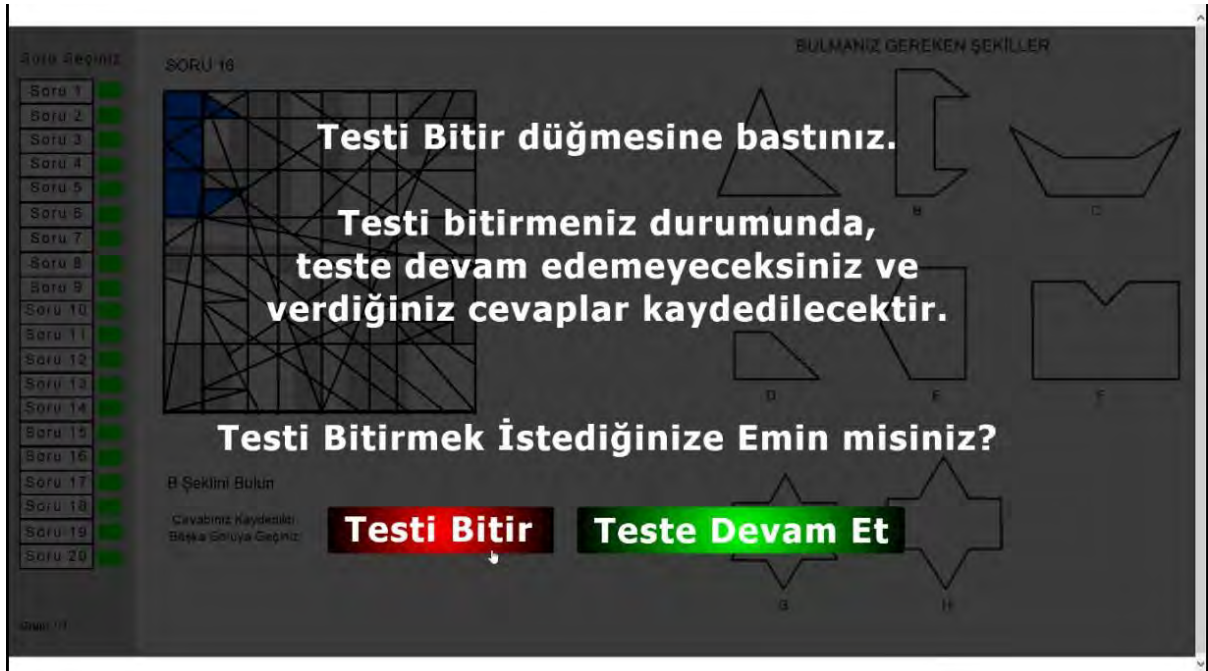 BULMANIZ GEREKEN ŞEKİLLER
Soru Seçiniz
SORU 16
Soru 1
Soru 2
Soru 3
Soru 4
Soru 5
Soru 6
Soru 7
Soru 8
Soru 9
Soru 10
Soru 11
Soru 12
Soru 13
Soru 14
Soru 15
Soru 16
Soru 17
Soru 18
Soru 19
Soru 20
Testi Bitir düğmesine bastınız.
Testi bitirmeniz durumunda,
teste devam edemeyeceksiniz ve
verdiğiniz cevaplar kaydedilecektir.
Testi Bitirmek İstediğinize Emin misiniz?
A
B
C
D
E
F
B Şeklini Bulun
Cevabınız Kaydedildi
Başka Soruya Geçiniz
Testi Bitir
Teste Devam Et
G
H